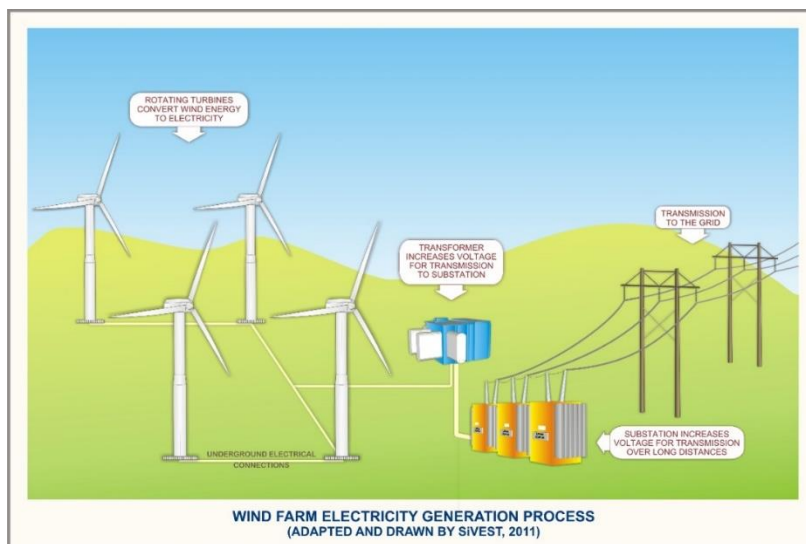 ROTATING TURBINES
CONVERT WIND ENERGY
TO ELECTRICITY
TRANSMISSION
TO THE GRID
TRANSFORMER
INCREASES VOLTAGE
FOR TRANSMISSION
TO SUBSTATION
SUBSTATION INCREASES
VOLTAGE FOR TRANSMISSION
OVER LONG DISTANCES
UNDERGROUND ELECTRICAL
CONNECTIONS
WIND FARM ELECTRICITY GENERATION PROCESS
(ADAPTED AND DRAWN BY SiVEST, 2011)